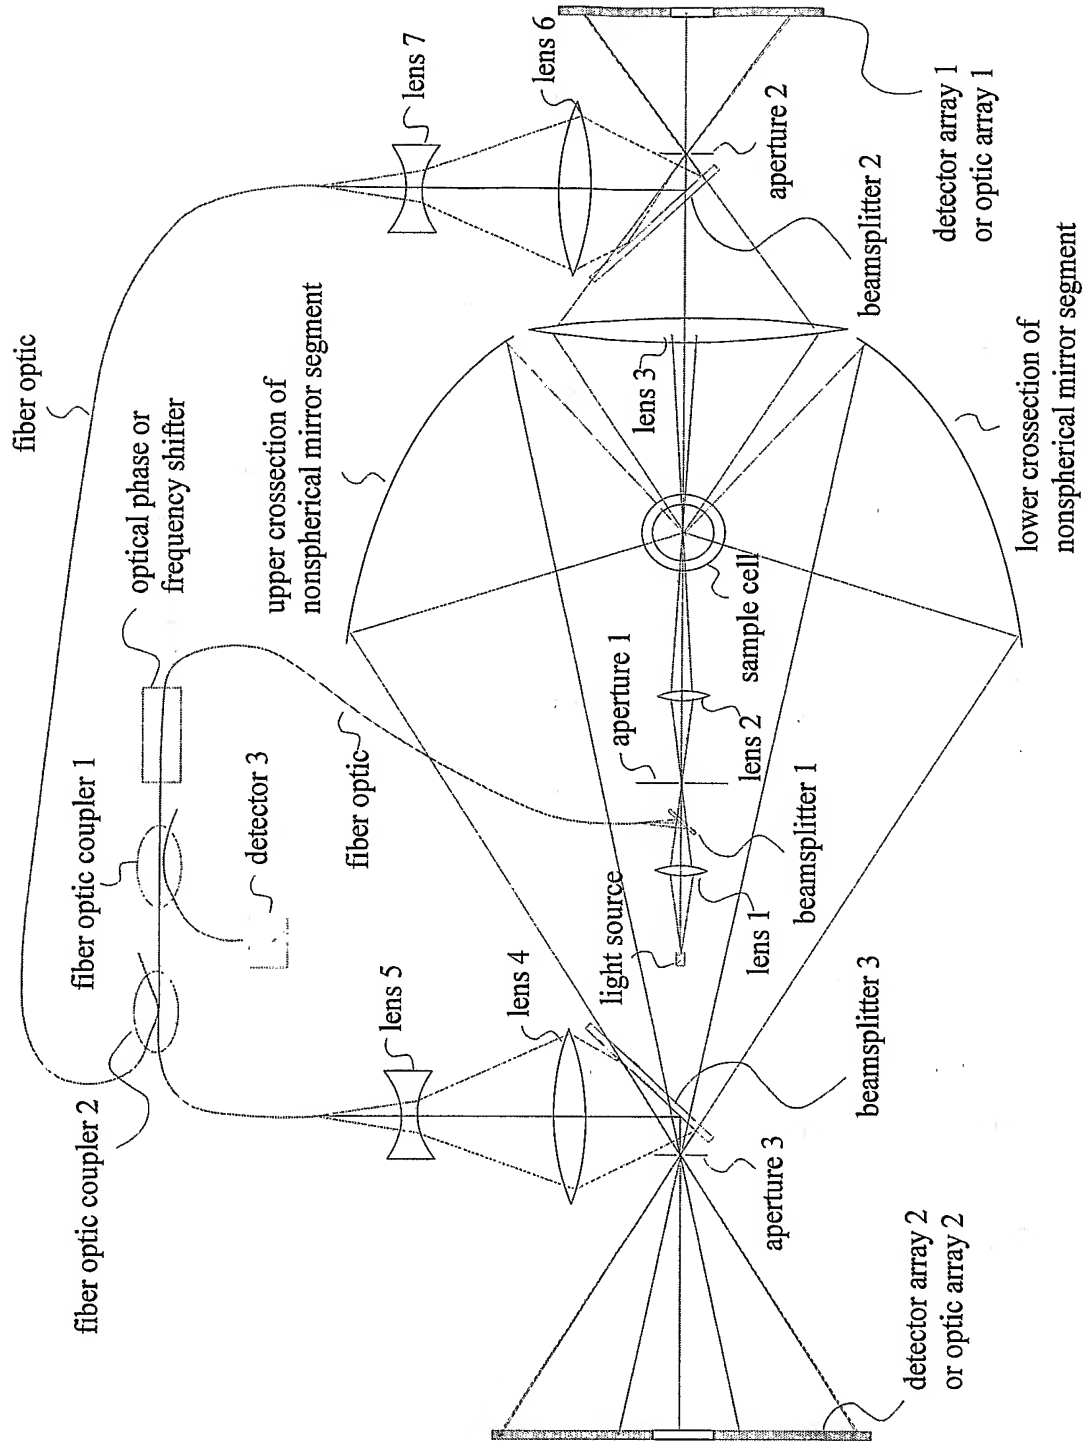 fiber optic
lens 7
lens 6
optical phase or
frequency shifter
upper crossection of
nonspherical mirror segment
fiber optic coupler 1
detector 3
fiber optic
fiber optic coupler 2
lens 5
lens 4
light source
lens 1
beamsplitter 1
aperture 1
lens 2
sample cell
lens 3
aperture 2
beamsplitter 2
detector array 1
or optic array 1
lower crossection of
nonspherical mirror segment
beamsplitter 3
aperture 3
detector array 2
or optic array 2